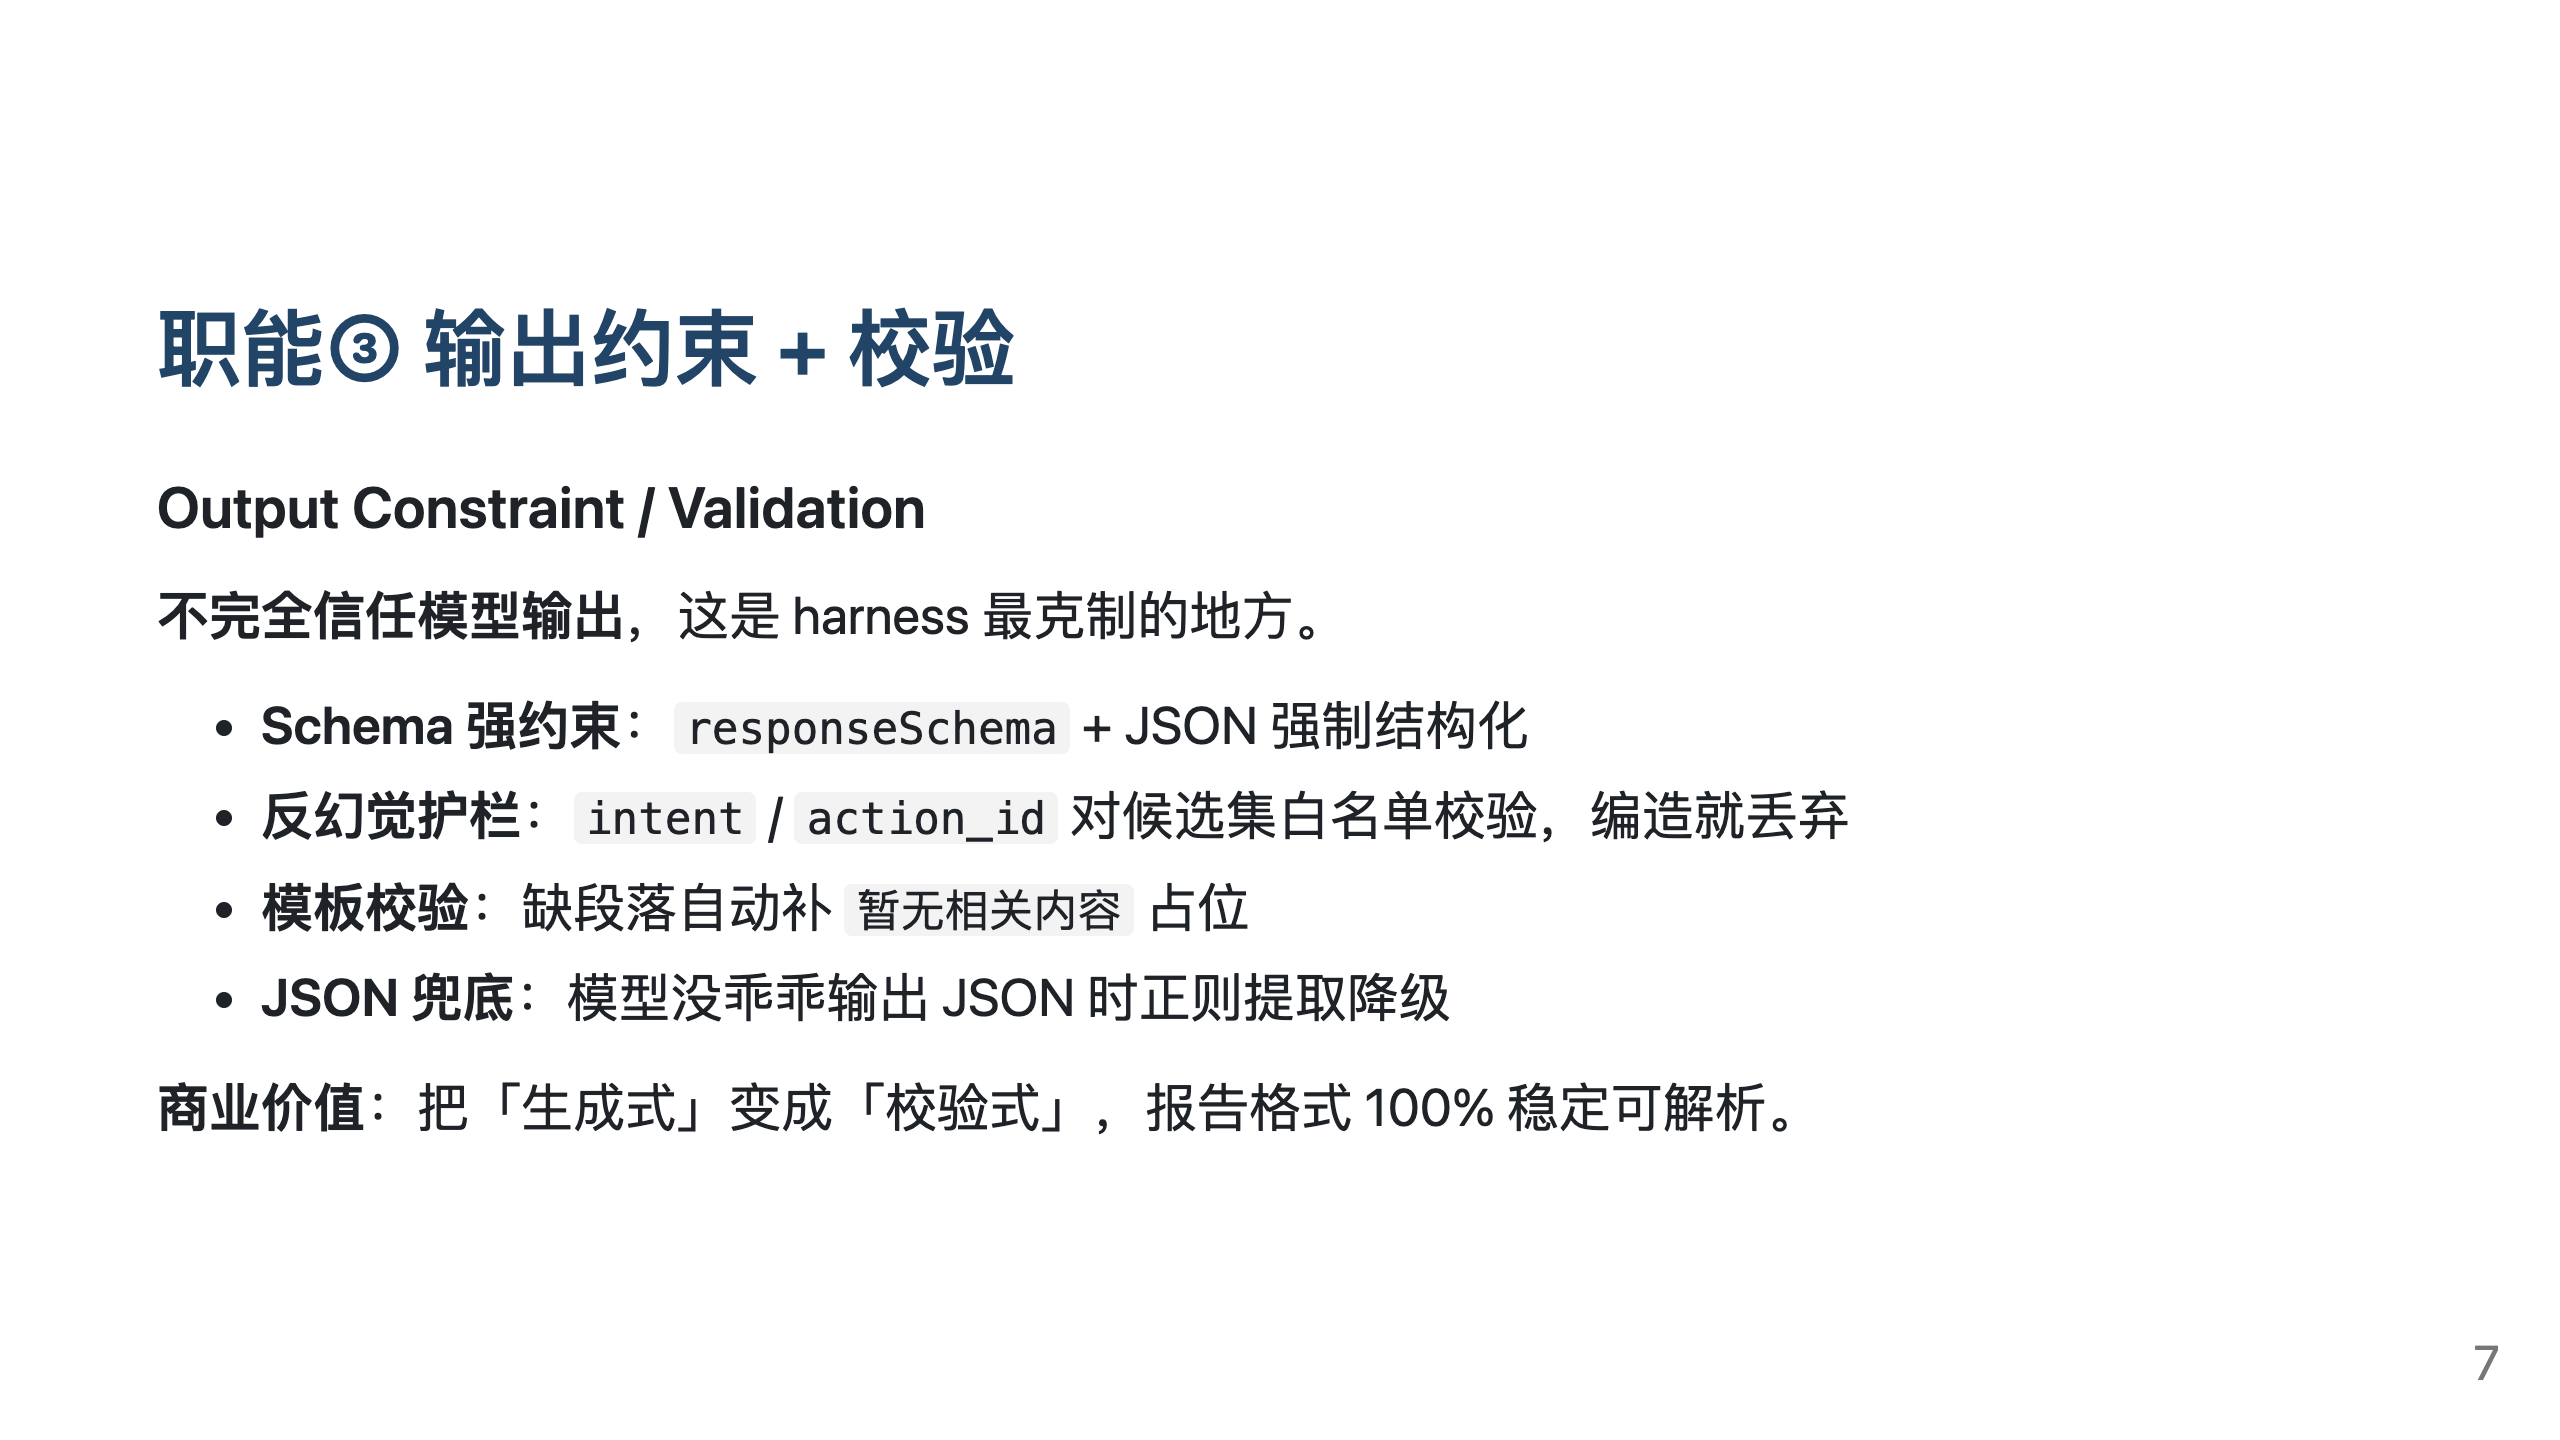 职能③ 输出约束 + 校验
Output Constraint / Validation
不完全信任模型输出，这是 harness 最克制的地方。
• Schema 强约束：responseSchema + JSON 强制结构化
• 反幻觉护栏：intent / action_id 对候选集白名单校验，编造就丢弃
• 模板校验：缺段落自动补 暂无相关内容 占位
• JSON 兜底：模型没乖乖输出 JSON 时正则提取降级
商业价值：把「生成式」变成「校验式」，报告格式 100% 稳定可解析。
7